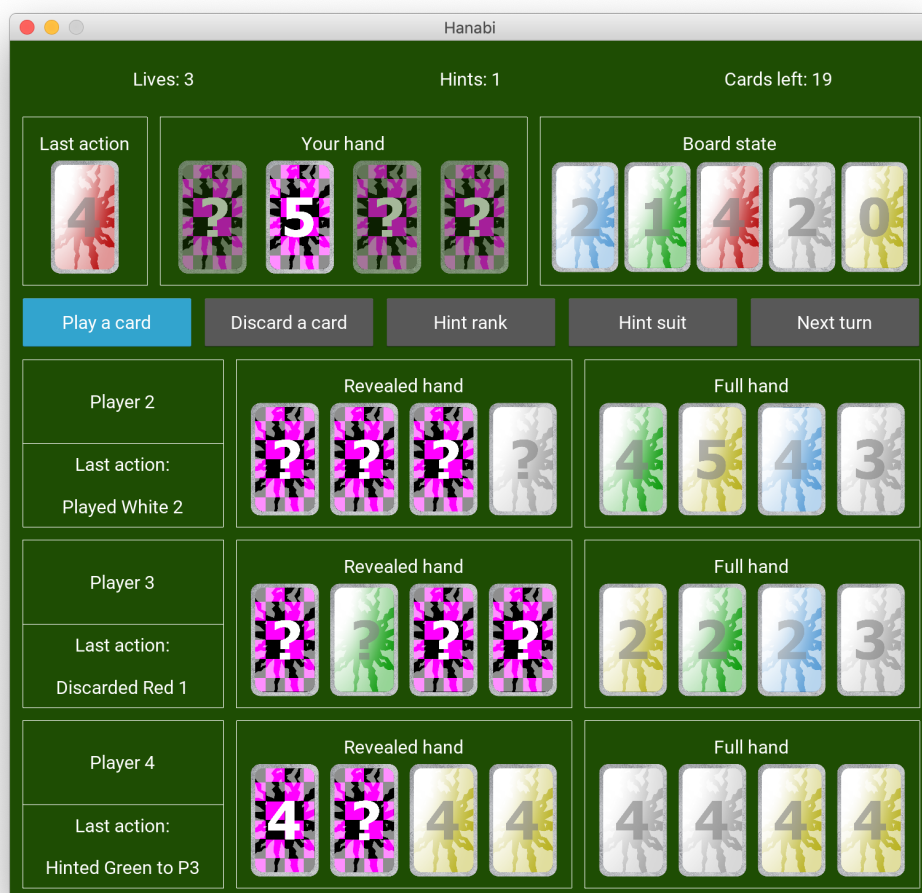 Hanabi
Lives: 3 Hints: 1 Cards left: 19
Last action Your hand Board state
4 ? 5 ? ? 2 1 4 2 0
Play a card Discard a card Hint rank Hint suit Next turn
Player 2
Last action:
Played White 2
Revealed hand Full hand
? ? ? ? 4 5 4 3
Player 3
Last action:
Discarded Red 1
Revealed hand Full hand
? ? ? ? 2 2 2 3
Player 4
Last action:
Hinted Green to P3
Revealed hand Full hand
4 ? 4 4 4 4 4 4